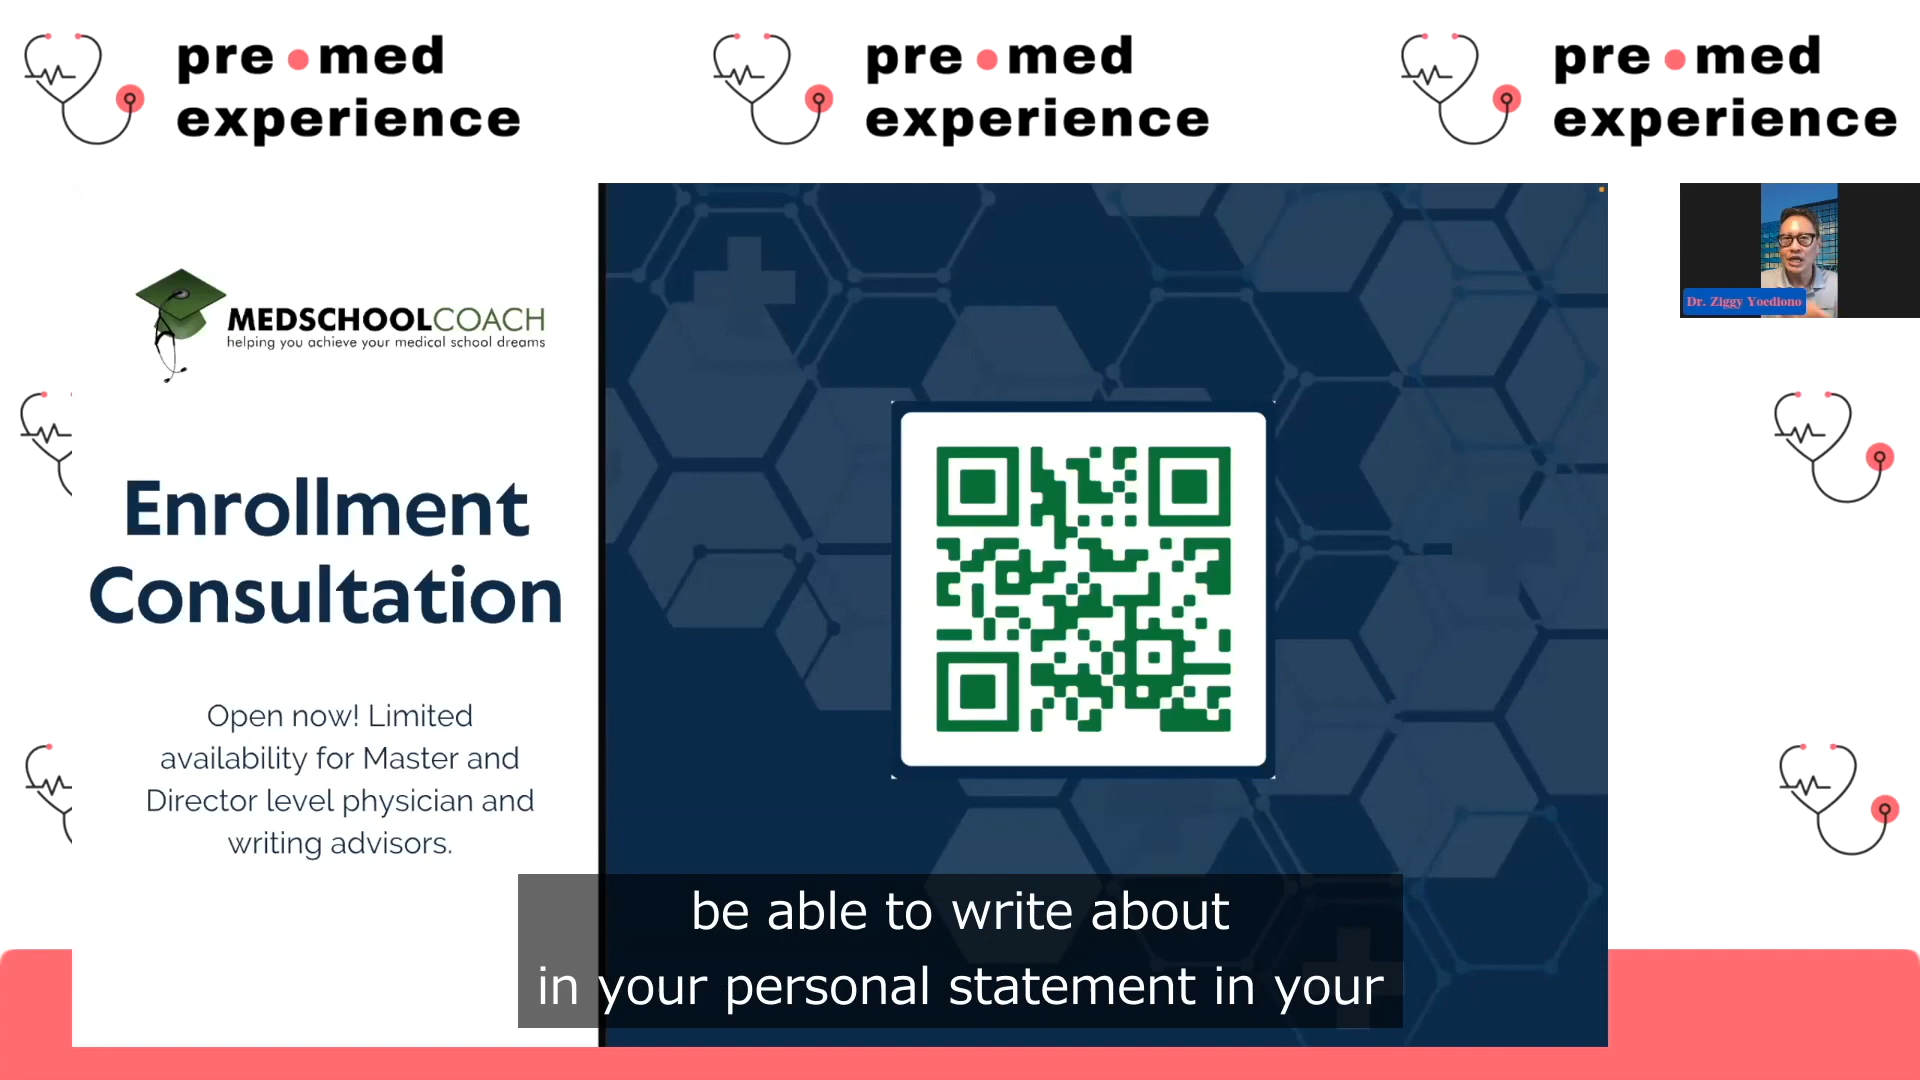 pre med
experience
pre med
experience
pre med
experience
MEDSCHOOLCOACH
helping you achieve your medical school dreams
Enrollment
Consultation
Open now! Limited
availability for Master and
Director level physician and
writing advisors.
Dr. Ziggy Yoediono
be able to write about
in your personal statement in your